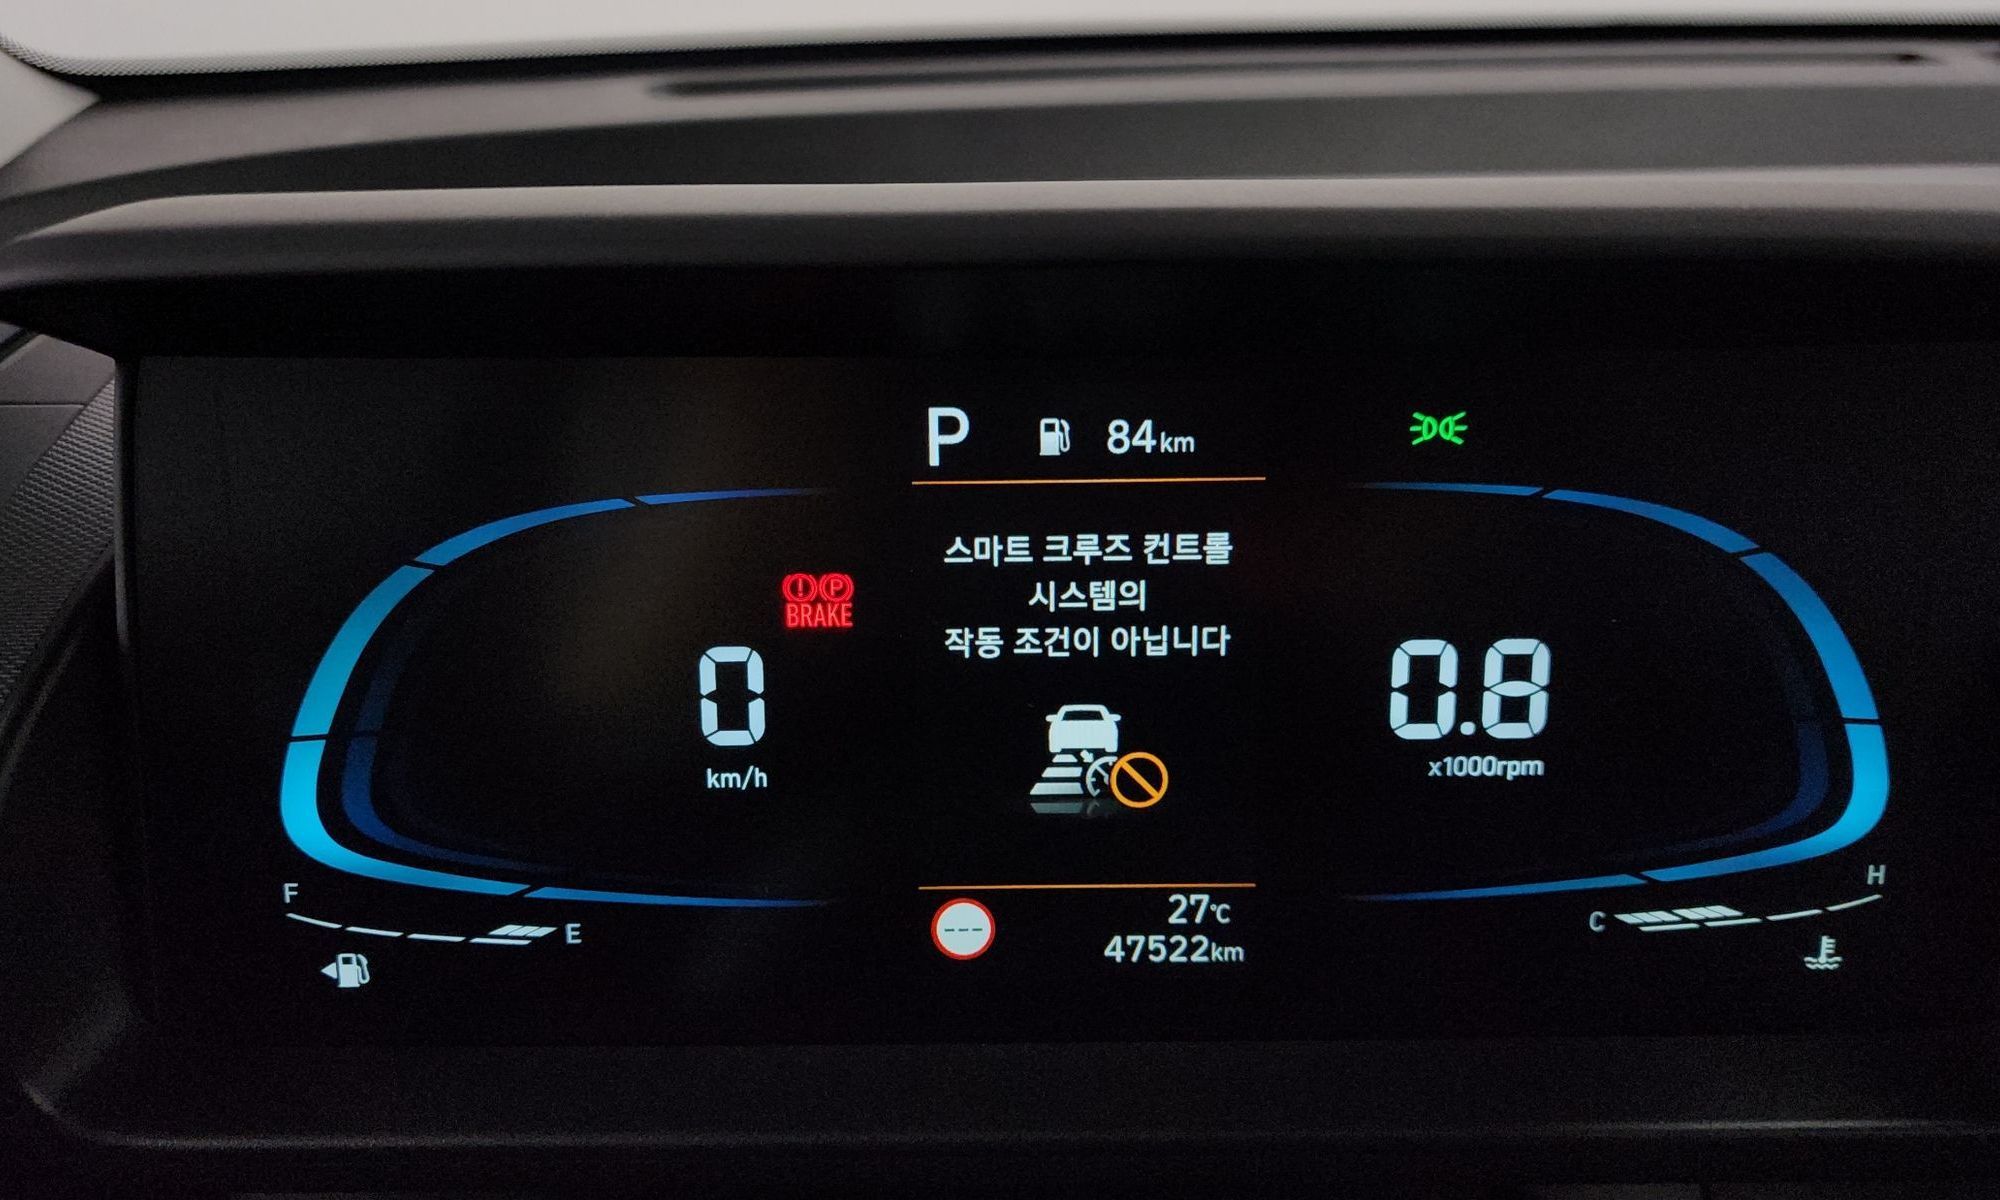 P 84km
스마트 크루즈 컨트롤
시스템의
작동 조건이 아닙니다
BRAKE
0
km/h
0.8
x1000rpm
F
E
C
H
---
27℃
47522km